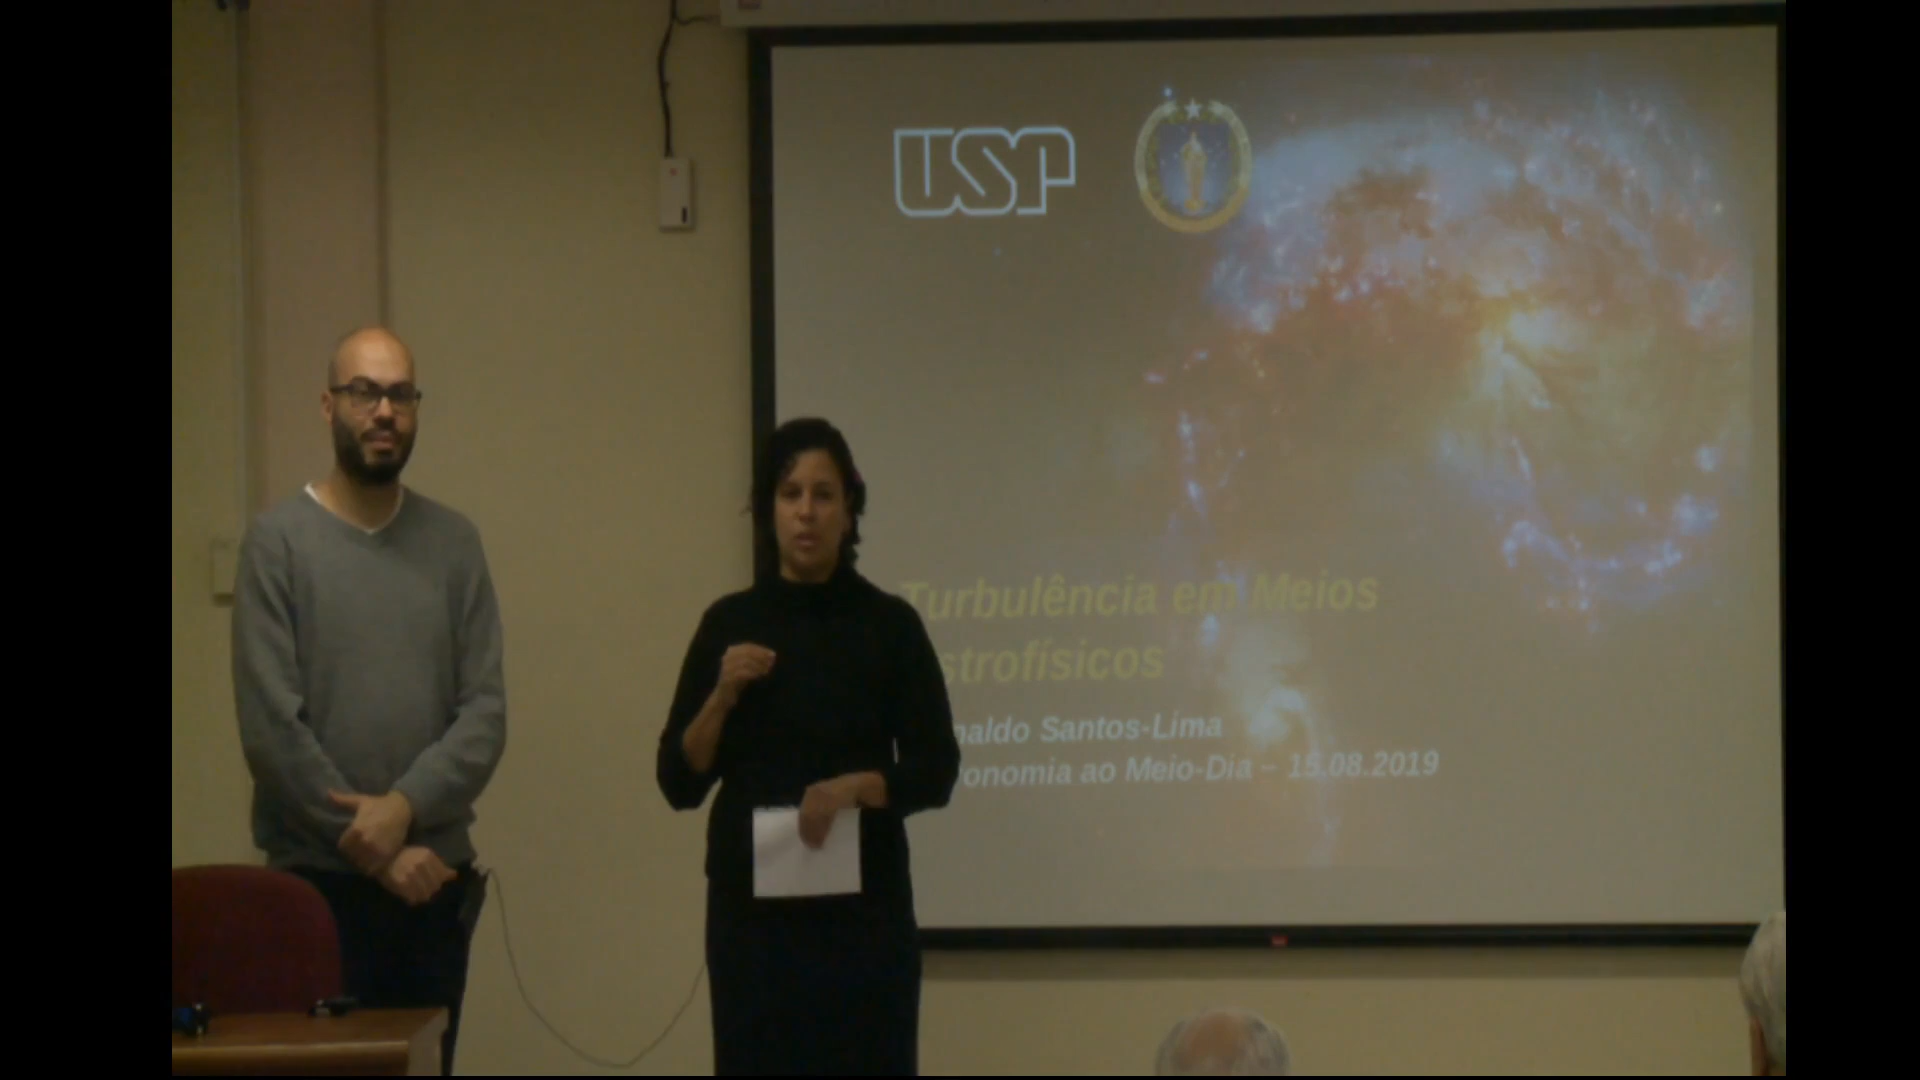 USP
Turbulência em Meios
strofísicos
naldo Santos-Lima
onomia ao Meio-Dia – 15.08.2019